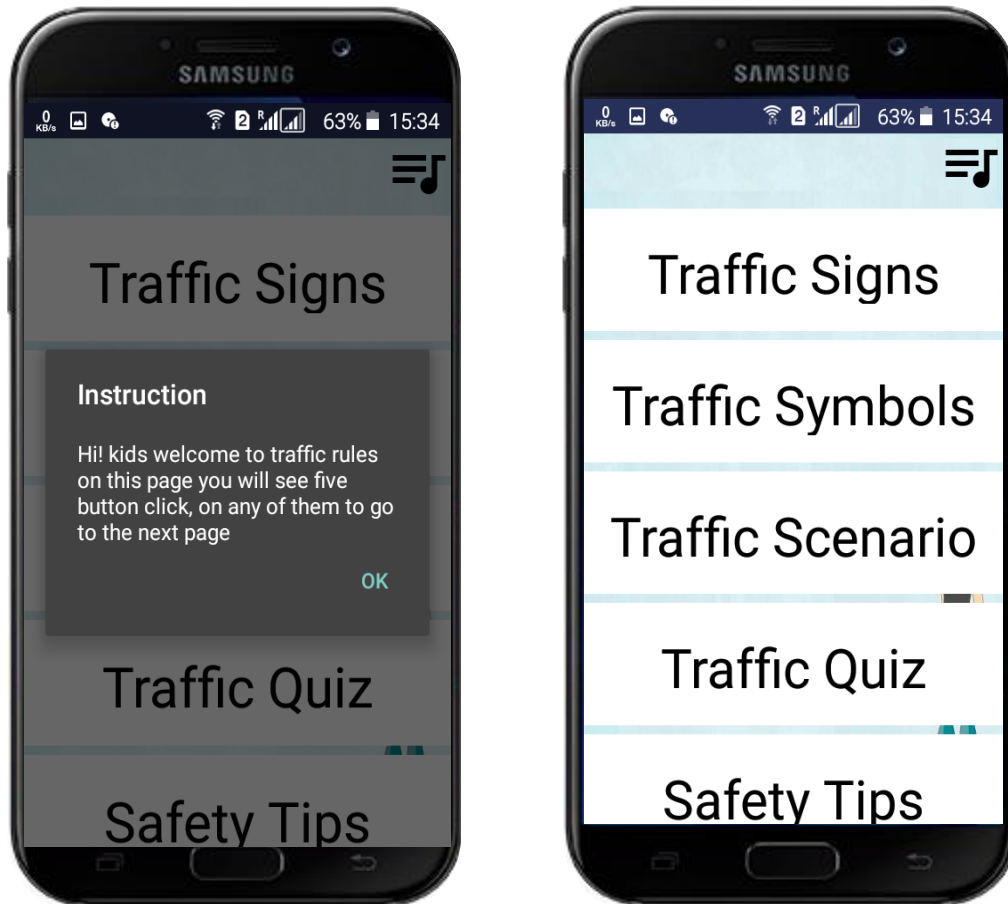 SAMSUNG
0 KB/s 2 R 63% 15:34
Traffic Signs
Instruction
Hi! kids welcome to traffic rules
on this page you will see five
button click, on any of them to go
to the next page
OK
Traffic Quiz
Safety Tips
SAMSUNG
0 KB/s 2 R 63% 15:34
Traffic Signs
Traffic Symbols
Traffic Scenario
Traffic Quiz
Safety Tips